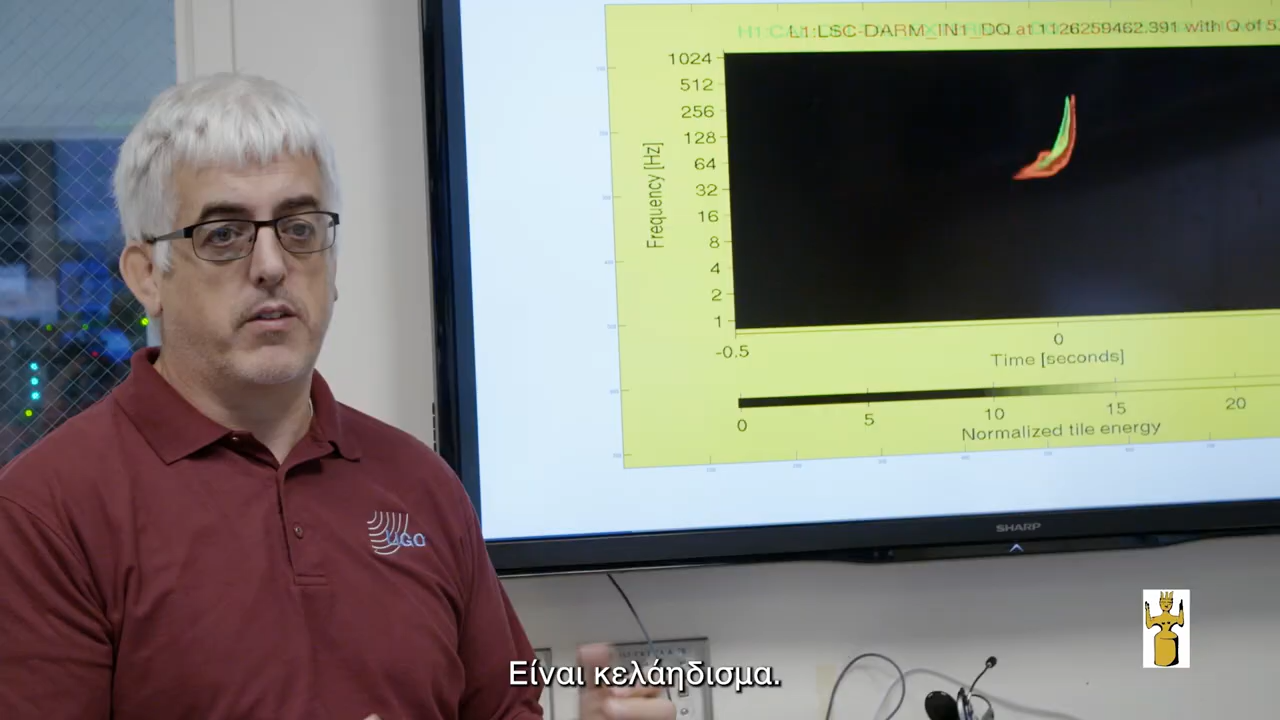 L1:LSC-DARM_IN1_DQ at 1126259462.391 with Q of 5.
1024
512
256
128
64
32
16
8
4
2
1
Frequency [Hz]
-0.5
0
Time [seconds]
0
5
10
15
20
Normalized tile energy
LIGO
SHARP
Είναι κελάηδισμα.